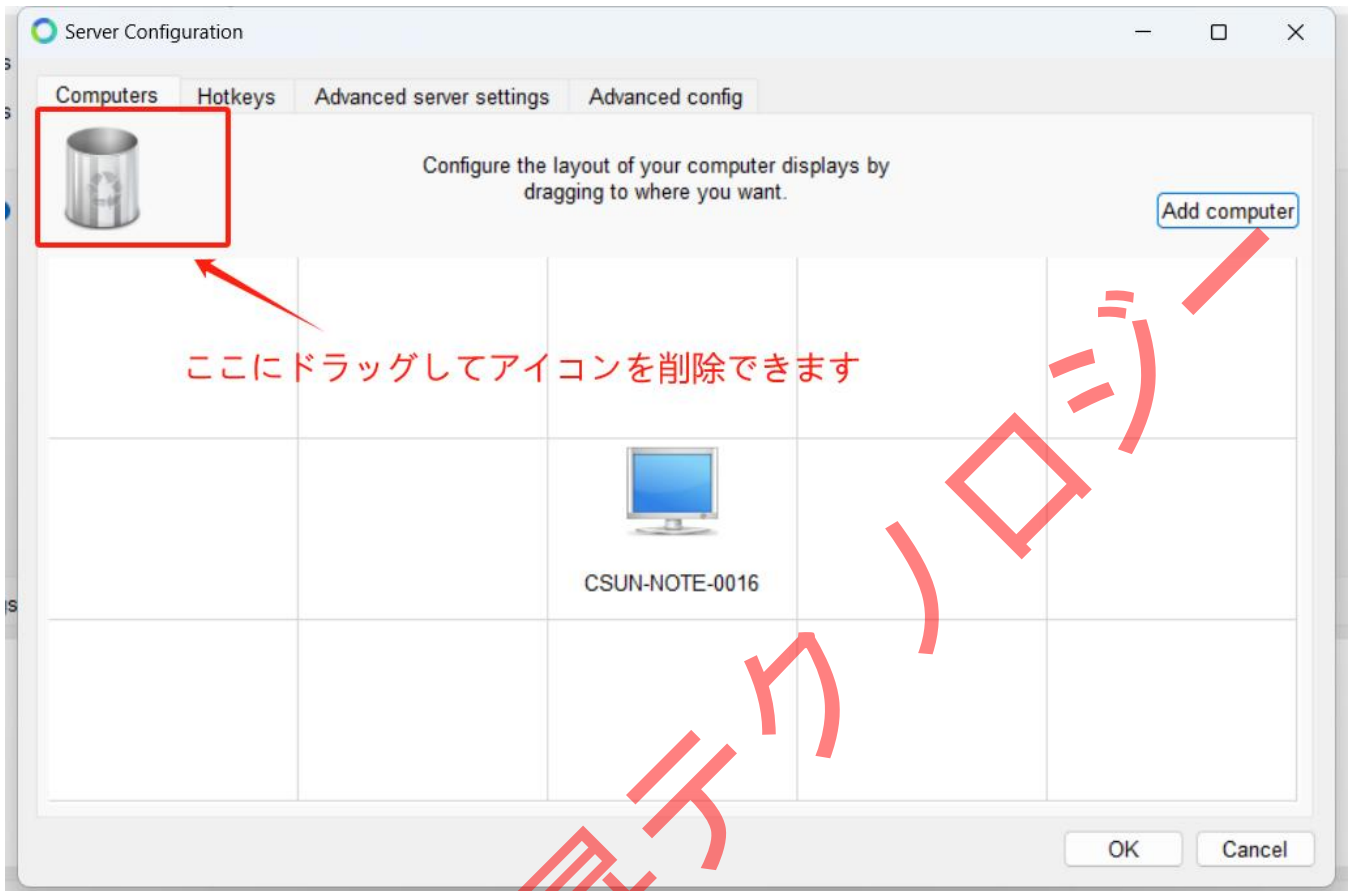 Server Configuration
Computers
Hotkeys
Advanced server settings
Advanced config
Configure the layout of your computer displays by
dragging to where you want.
Add computer
ここにドラッグしてアイコンを削除できます
CSUN-NOTE-0016
テクノロジー
OK
Cancel